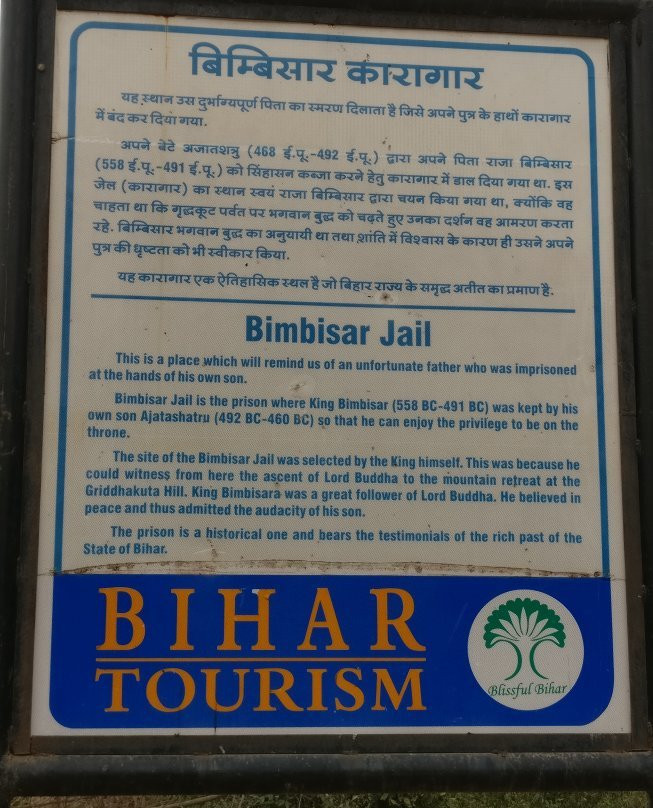 बिम्बिसार कारागार
यह स्थान उस दुर्भाग्यपूर्ण पिता का स्मरण दिलाता है जिसे अपने पुत्र के हाथों कारागार
में बंद कर दिया गया.
अपने बेटे अजातशत्रु (468 ई.पू.-492 ई.पू.) द्वारा अपने पिता राजा बिम्बिसार
(558 ई.पू.-491 ई.पू.) को सिंहासन कब्जा करने हेतु कारागार में डाल दिया गया था. इस
जेल (कारागार) का स्थान स्वयं राजा बिम्बिसार द्वारा चयन किया गया था, क्योंकि वह
चाहता था कि गृद्धकूट पर्वत पर भगवान बुद्ध को चढ़ते हुए उनका दर्शन वह आमरण करता
रहे. बिम्बिसार भगवान बुद्ध का अनुयायी था तथा शांति में विश्वास के कारण ही उसने अपने
पुत्र की धृष्टता को भी स्वीकार किया.
यह कारागार एक ऐतिहासिक स्थल है जो बिहार राज्य के समृद्ध अतीत का प्रमाण है.
Bimbisar Jail
This is a place which will remind us of an unfortunate father who was imprisoned
at the hands of his own son.
Bimbisar Jail is the prison where King Bimbisar (558 BC-491 BC) was kept by his
own son Ajatashatru (492 BC-460 BC) so that he can enjoy the privilege to be on the
throne.
The site of the Bimbisar Jail was selected by the King himself. This was because he
could witness from here the ascent of Lord Buddha to the mountain retreat at the
Griddhakuta Hill. King Bimbisara was a great follower of Lord Buddha. He believed in
peace and thus admitted the audacity of his son.
The prison is a historical one and bears the testimonials of the rich past of the
State of Bihar.
BIHAR
TOURISM
Blissful Bihar